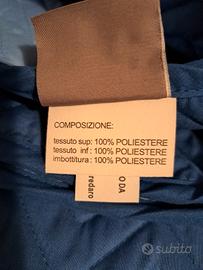 COMPOSIZIONE:
tessuto sup: 100% POLIESTERE
tessuto inf: 100% POLIESTERE
imbottitura: 100% POLIESTERE
O DA
redaro
subito